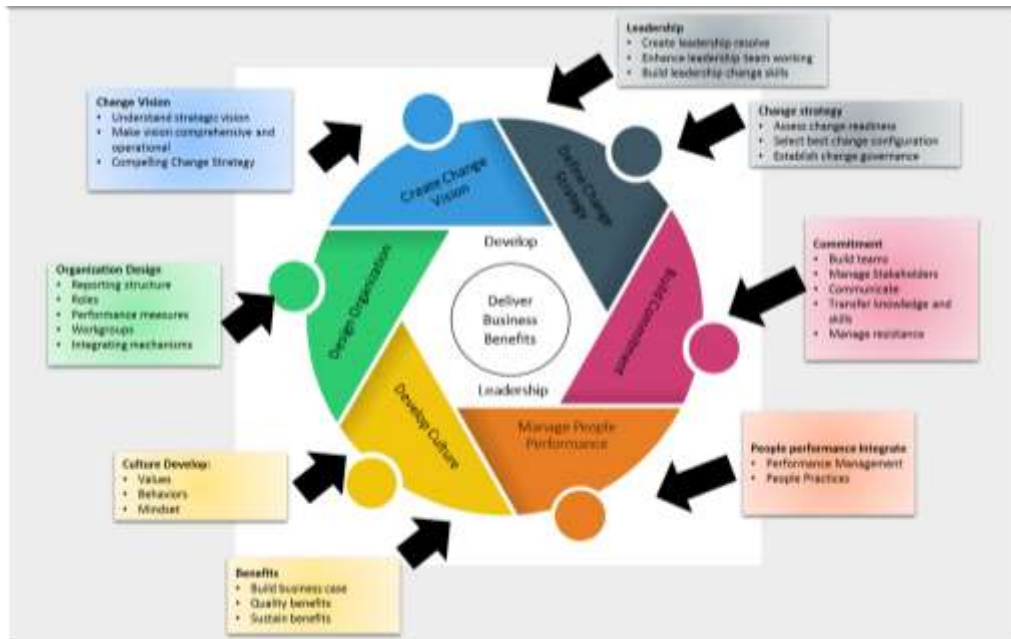 Leadership
• Create leadership resolve
• Enhance leadership team working
• Build leadership change skills
Change Vision
• Understand strategic vision
• Make vision comprehensive and
operational
• Compelling Change Strategy
Change strategy
• Assess change readiness
• Select best change configuration
• Establish change governance
Create Change
Vision
Define Change
Strategy
Commitment
• Build teams
• Manage Stakeholders
• Communicate
• Transfer knowledge and
skills
• Manage resistance
Organization Design
• Reporting structure
• Roles
• Performance measures
• Workgroups
• Integrating mechanisms
Design Organization
Develop
Deliver
Business
Benefits
Leadership
Build Commitment
Develop Culture
Manage People
Performance
People performance Integrate
• Performance Management
• People Practices
Culture Develop:
• Values
• Behaviors
• Mindset
Benefits
• Build business case
• Quality benefits
• Sustain benefits